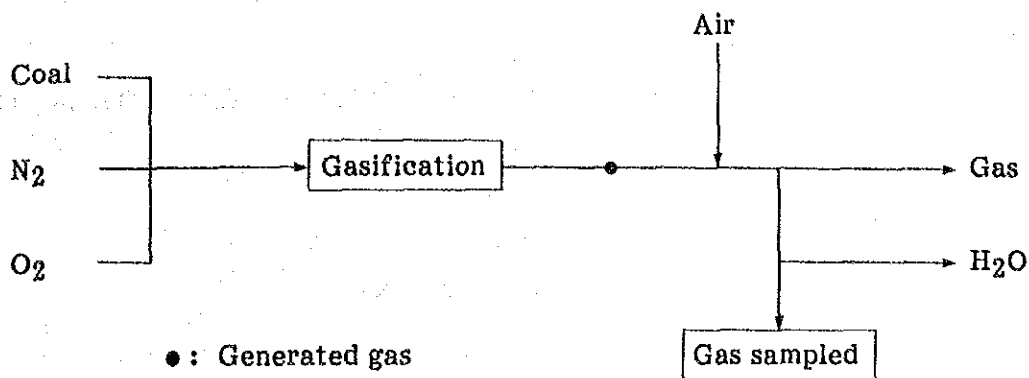 Air
Coal
N2
Gasification
Gas
O2
H2O
● : Generated gas
Gas sampled